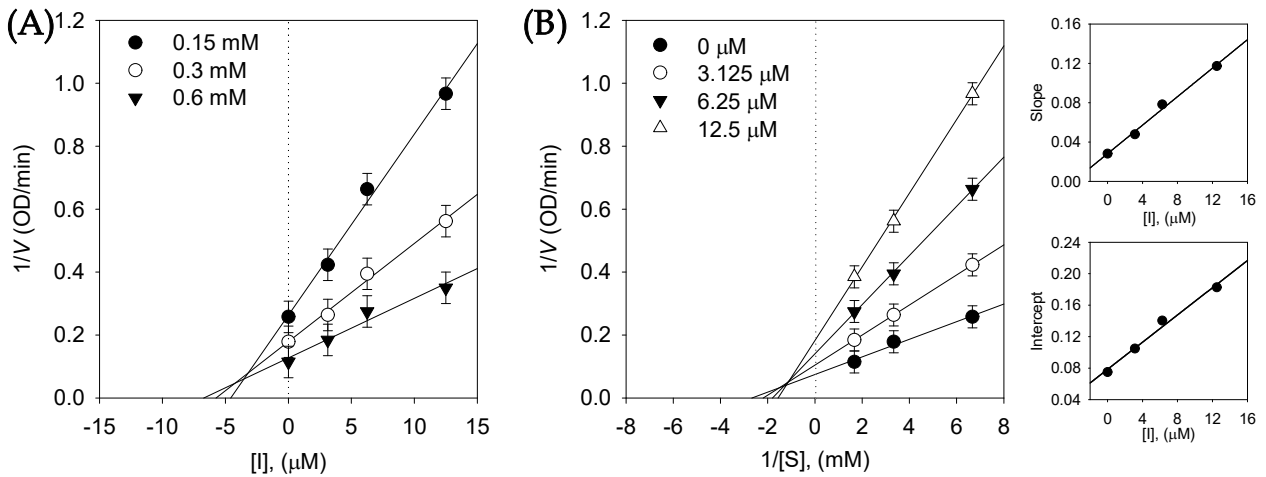 (A)
1.2
1.0
0.8
0.6
0.4
0.2
0.0
1/V (OD/min)
0.15 mM
0.3 mM
0.6 mM
-15 -10 -5 0 5 10 15
[I], (μM)
(B)
1.2
1.0
0.8
0.6
0.4
0.2
0.0
1/V (OD/min)
0 μM
3.125 μM
6.25 μM
12.5 μM
-8 -6 -4 -2 0 2 4 6 8
1/[S], (mM)
0.16
0.12
0.08
0.04
0.00
Slope
0 4 8 12 16
[I], (μM)
0.24
0.20
0.16
0.12
0.08
0.04
Intercept
0 4 8 12 16
[I], (μM)